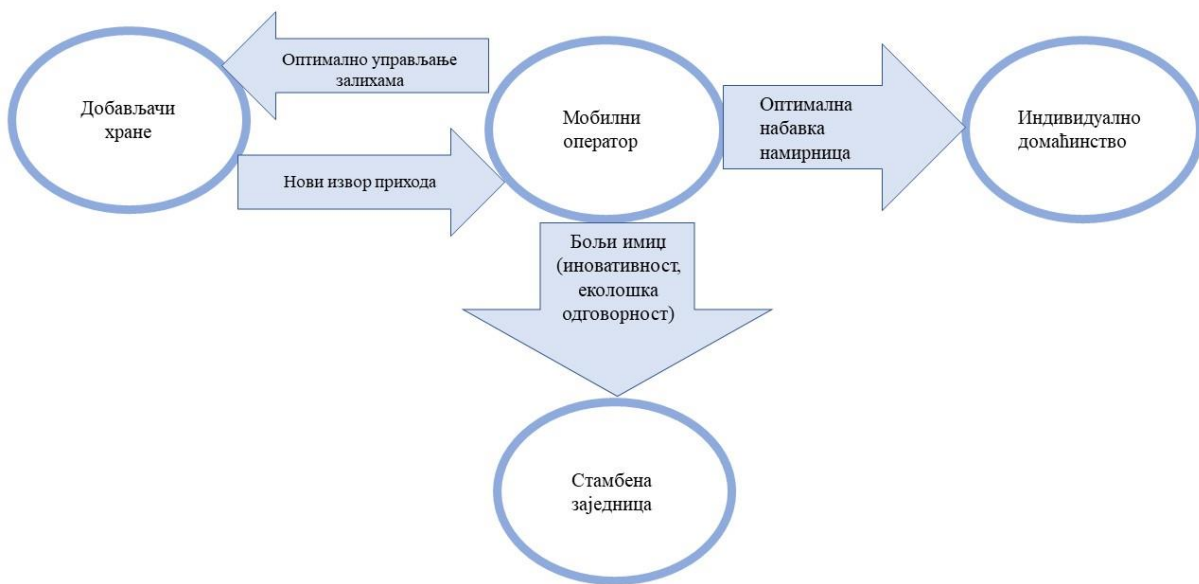 Оптимално управљање
залихама
Добављачи
хране
Нови извор прихода
Мобилни
оператор
Оптимална
набавка
намирница
Индивидуално
домаћинство
Бољи имиџ
(иновативност,
еколошка
одговорност)
Стамбена
заједница